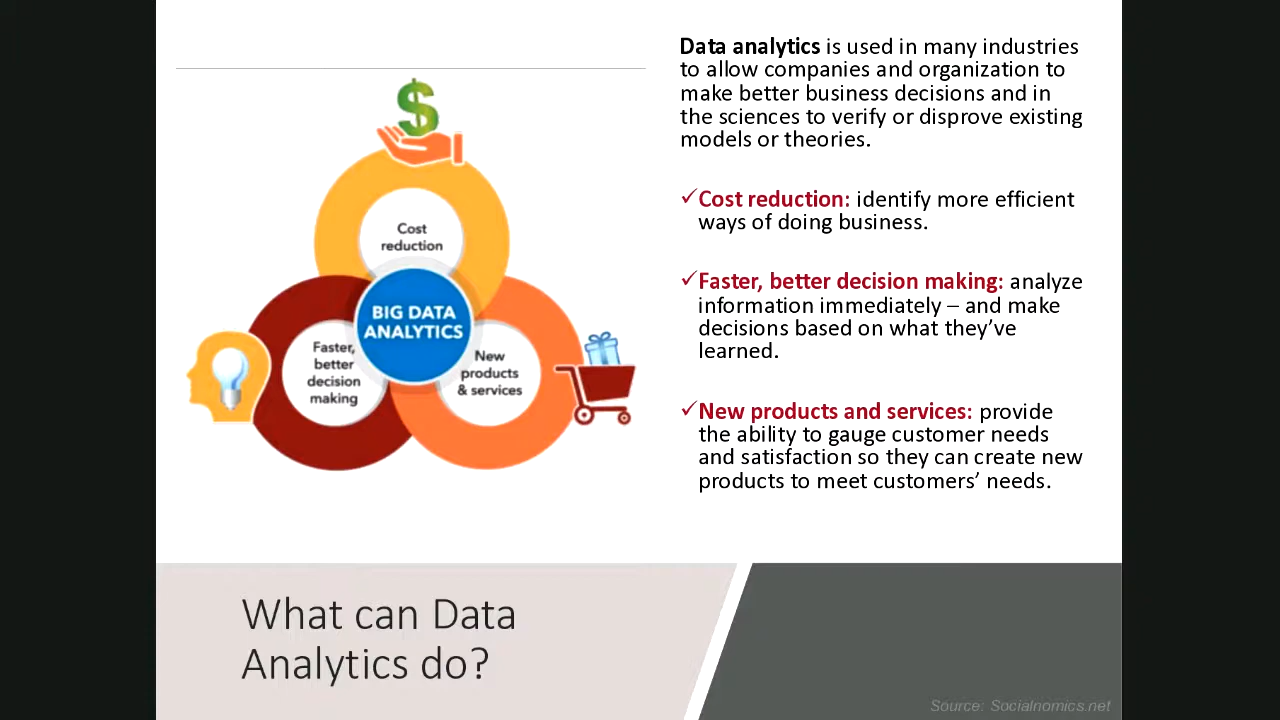 Data analytics is used in many industries
to allow companies and organization to
make better business decisions and in
the sciences to verify or disprove existing
models or theories.
✓Cost reduction: identify more efficient
ways of doing business.
✓Faster, better decision making: analyze
information immediately – and make
decisions based on what they've
learned.
✓New products and services: provide
the ability to gauge customer needs
and satisfaction so they can create new
products to meet customers' needs.
$
Cost
reduction
BIG DATA
ANALYTICS
Faster,
better
decision
making
New
products
& services
What can Data
Analytics do?
Source: Socialnomics.net